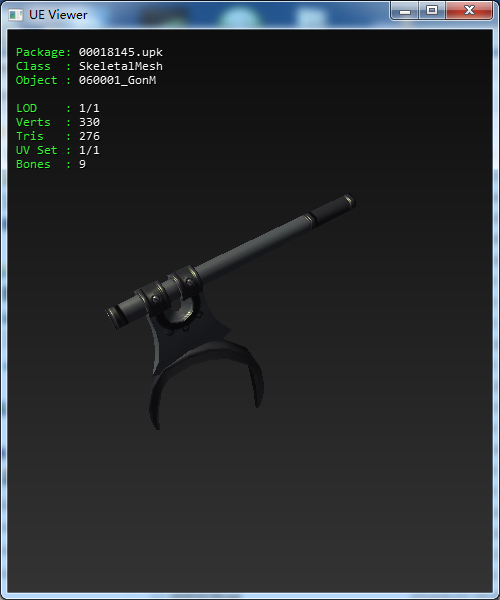 UE Viewer
Package: 00018145.upk
Class : SkeletalMesh
Object : 060001_GonM
LOD : 1/1
Verts : 330
Tris : 276
UV Set : 1/1
Bones : 9